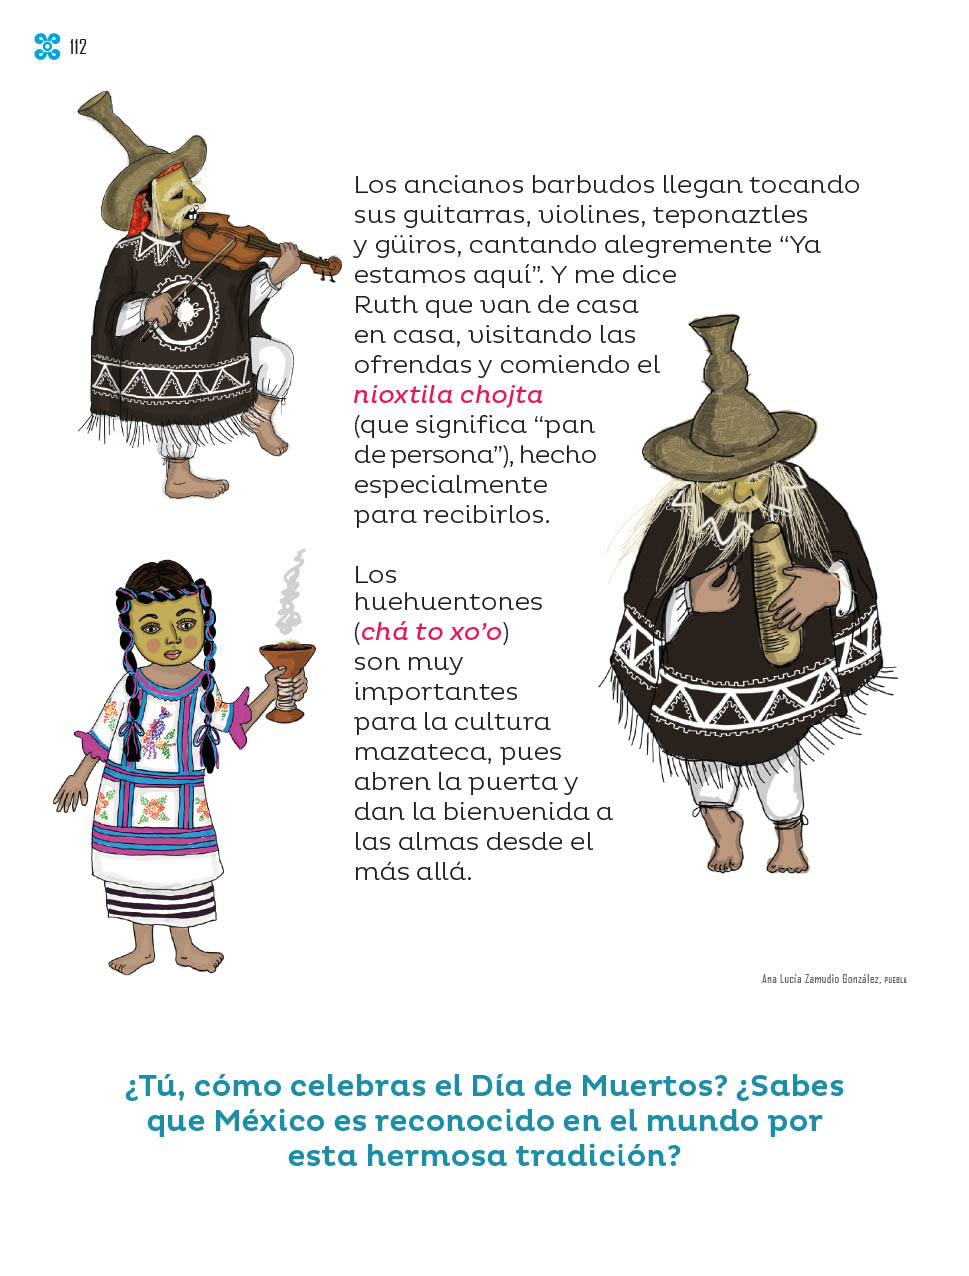 112
Los ancianos barbudos llegan tocando
sus guitarras, violines, teponaztles
y güiros, cantando alegremente “Ya
estamos aquí”. Y me dice
Ruth que van de casa
en casa, visitando las
ofrendas y comiendo el
nioxtila chojta
(que significa “pan
de persona”), hecho
especialmente
para recibirlos.
Los
huehuentones
(chá to xo’o)
son muy
importantes
para la cultura
mazateca, pues
abren la puerta y
dan la bienvenida a
las almas desde el
más allá.
Ana Lucía Zamudio González, PUEBLA
¿Tú, cómo celebras el Día de Muertos? ¿Sabes
que México es reconocido en el mundo por
esta hermosa tradición?